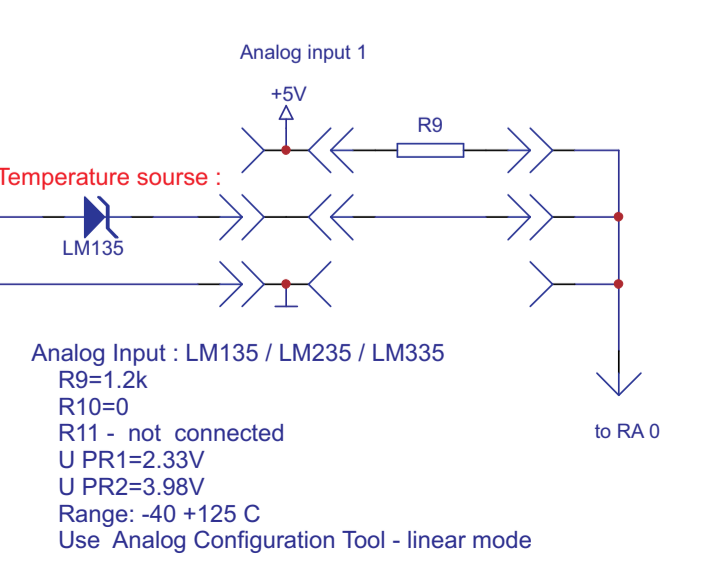 Analog input 1
+5V
R9
Temperature sourse :
LM135
Analog Input : LM135 / LM235 / LM335
R9=1.2k
R10=0
R11 - not connected
to RA 0
U PR1=2.33V
U PR2=3.98V
Range: -40 +125 C
Use Analog Configuration Tool - linear mode